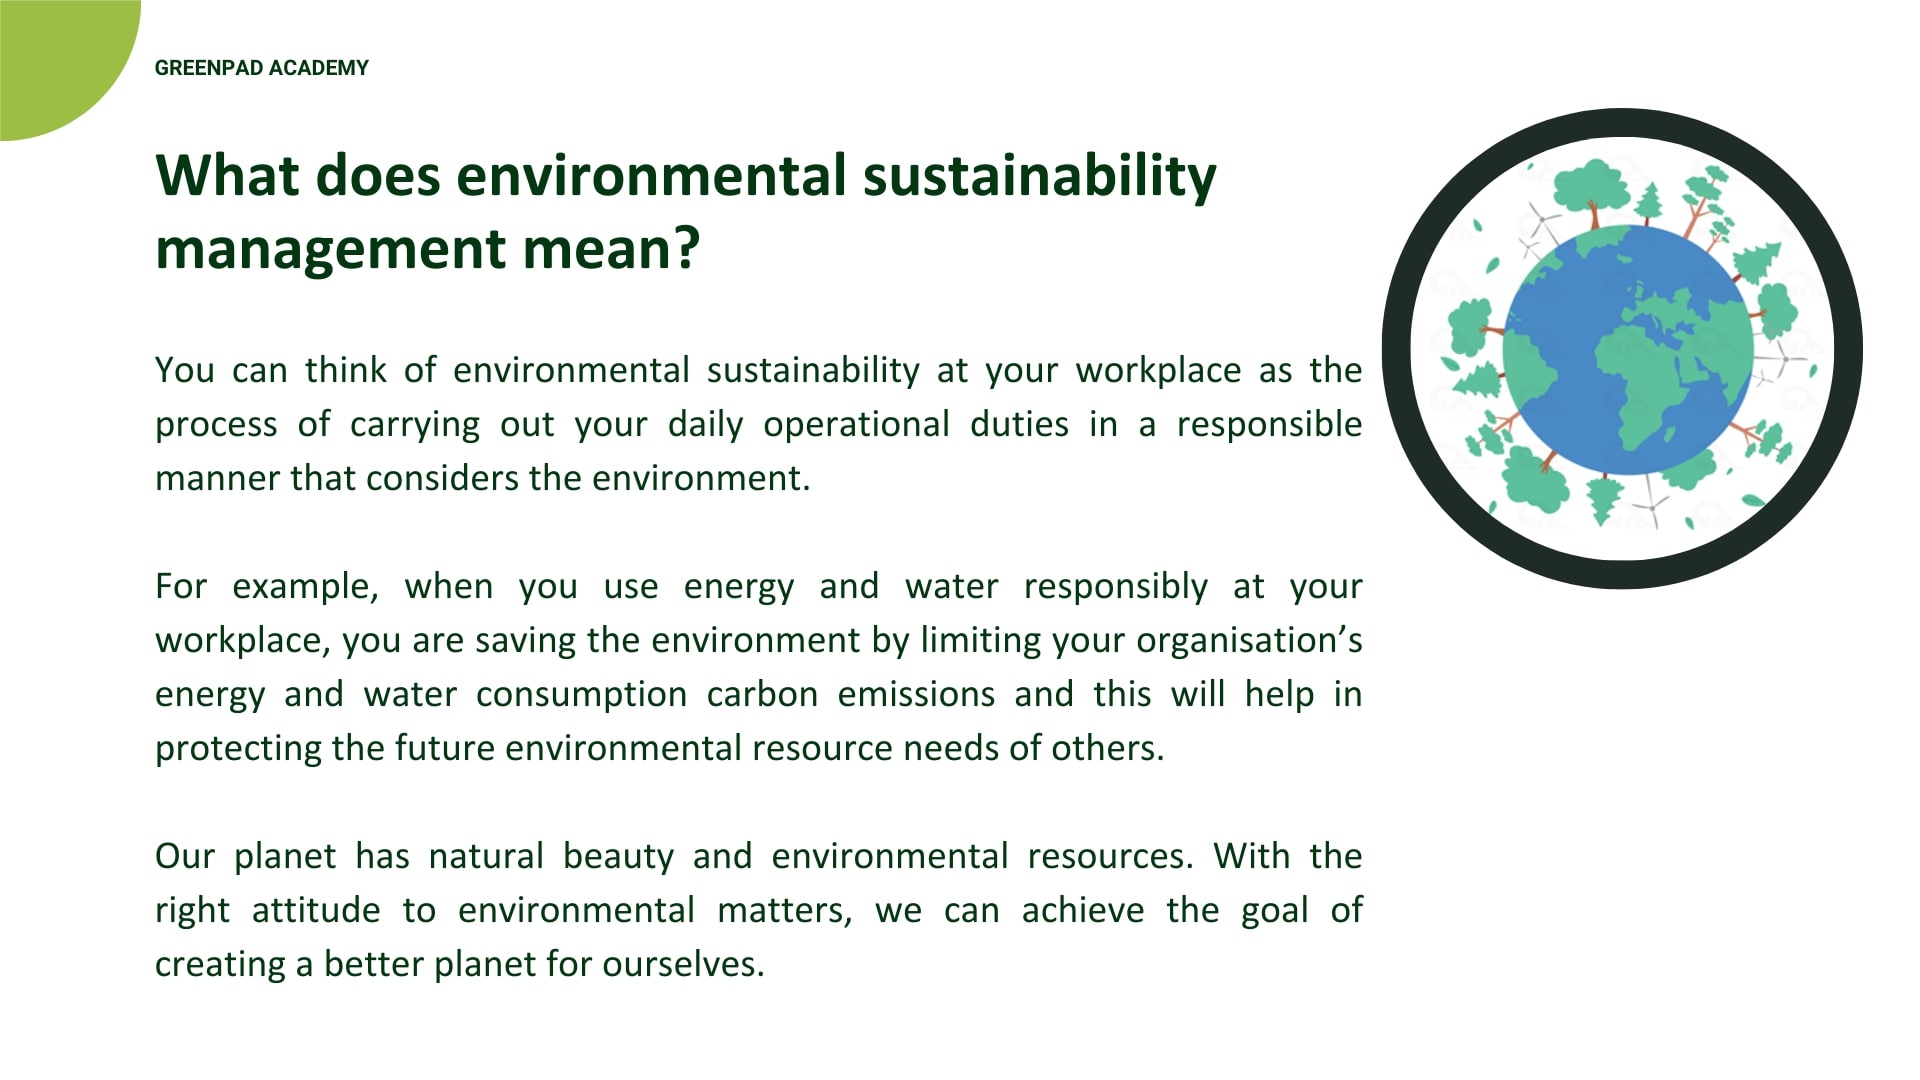 GREENPAD ACADEMY
What does environmental sustainability
management mean?
You can think of environmental sustainability at your workplace as the
process of carrying out your daily operational duties in a responsible
manner that considers the environment.
For example, when you use energy and water responsibly at your
workplace, you are saving the environment by limiting your organisation’s
energy and water consumption carbon emissions and this will help in
protecting the future environmental resource needs of others.
Our planet has natural beauty and environmental resources. With the
right attitude to environmental matters, we can achieve the goal of
creating a better planet for ourselves.